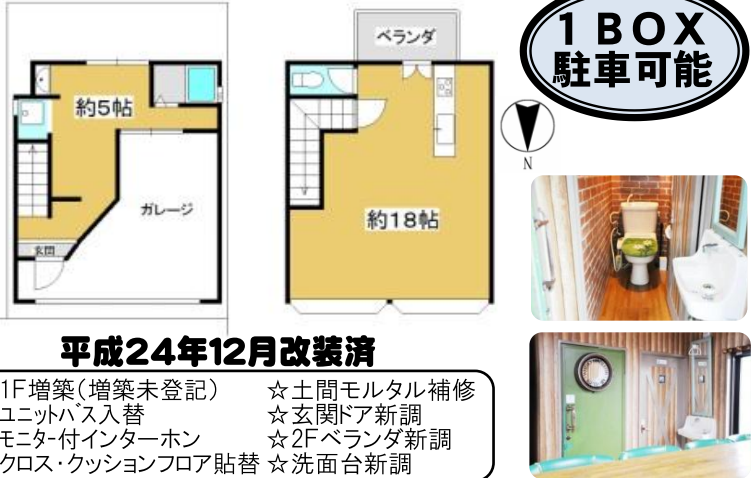 1BOX
駐車可能
ベランダ
約5帖
ガレージ
玄関
約18帖
N
平成24年12月改装済
1F増築(増築未登記) ☆土間モルタル補修
ユニットバス入替 ☆玄関ドア新調
モニター付インターホン ☆2Fベランダ新調
クロス・クッションフロア貼替 ☆洗面台新調